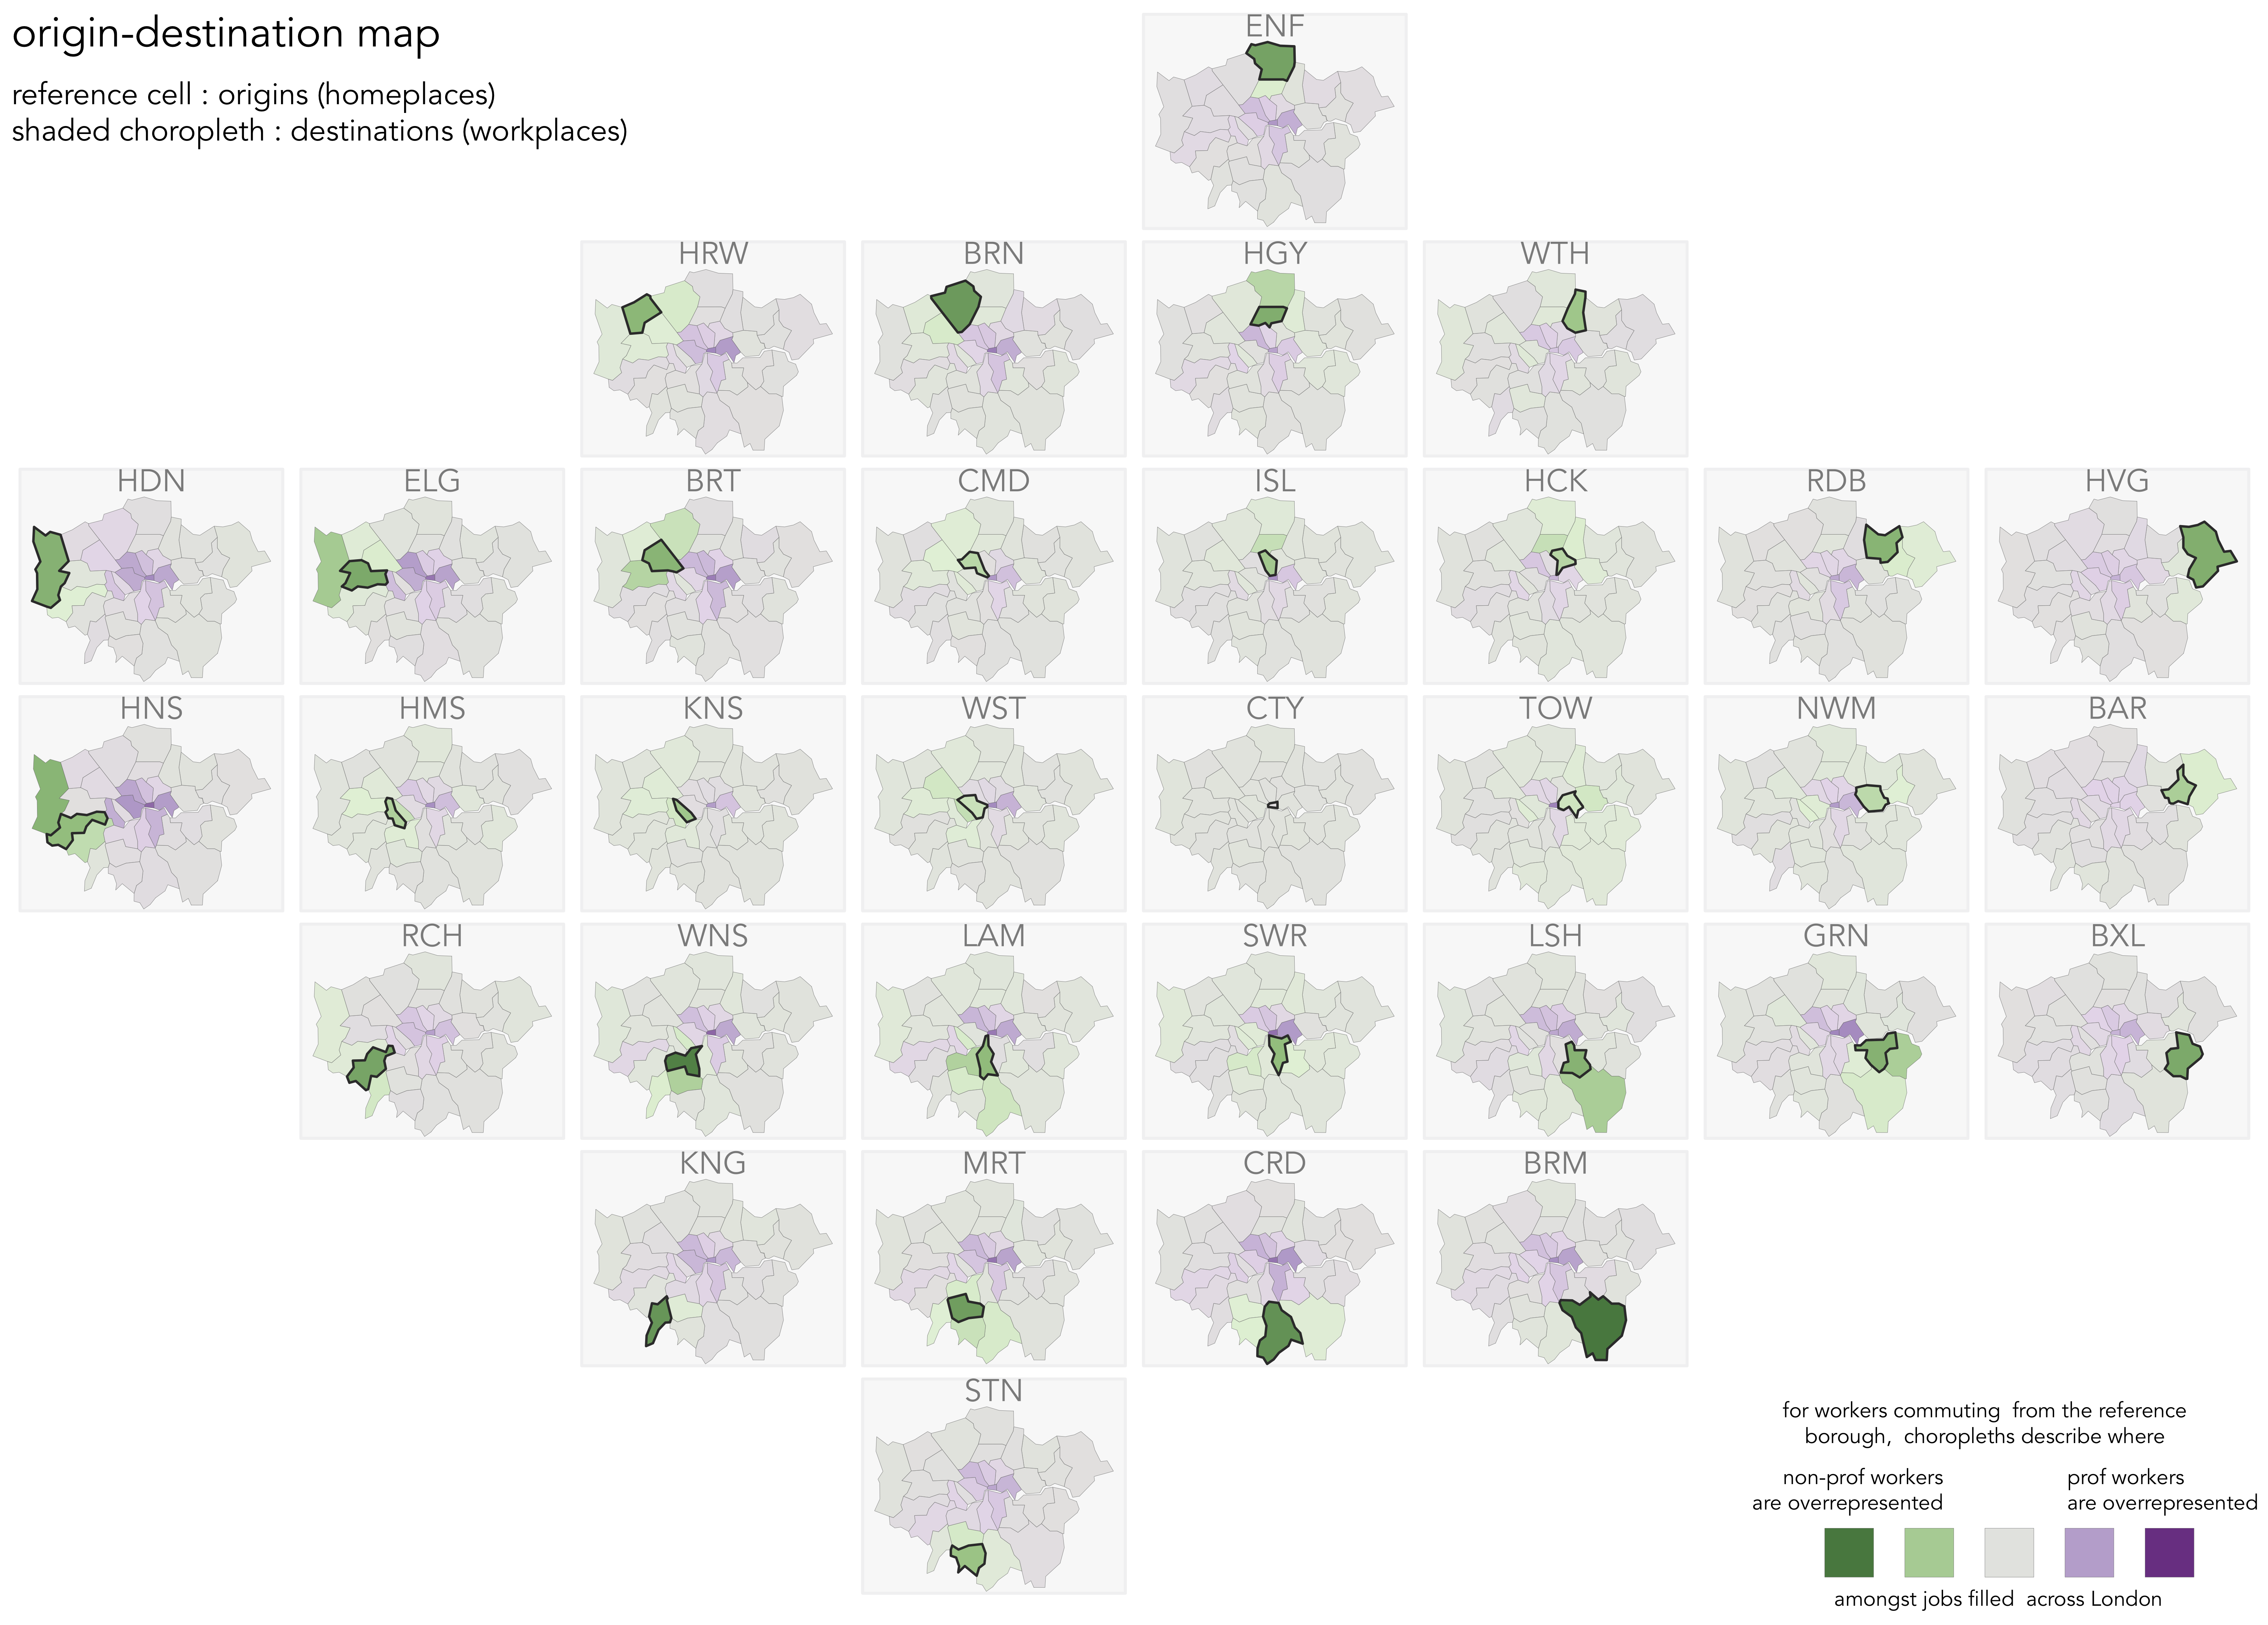 origin-destination map
reference cell : origins (homeplaces)
shaded choropleth : destinations (workplaces)
ENF
HRW
BRN
HGY
WTH
HDN
ELG
BRT
CMD
ISL
HCK
RDB
HVG
HNS
HMS
KNS
WST
CTY
TOW
NWM
BAR
RCH
WNS
LAM
SWR
LSH
GRN
BXL
KNG
MRT
CRD
BRM
STN
for workers commuting from the reference
borough, choropleths describe where
non-prof workers
are overrepresented
prof workers
are overrepresented
amongst jobs filled across London